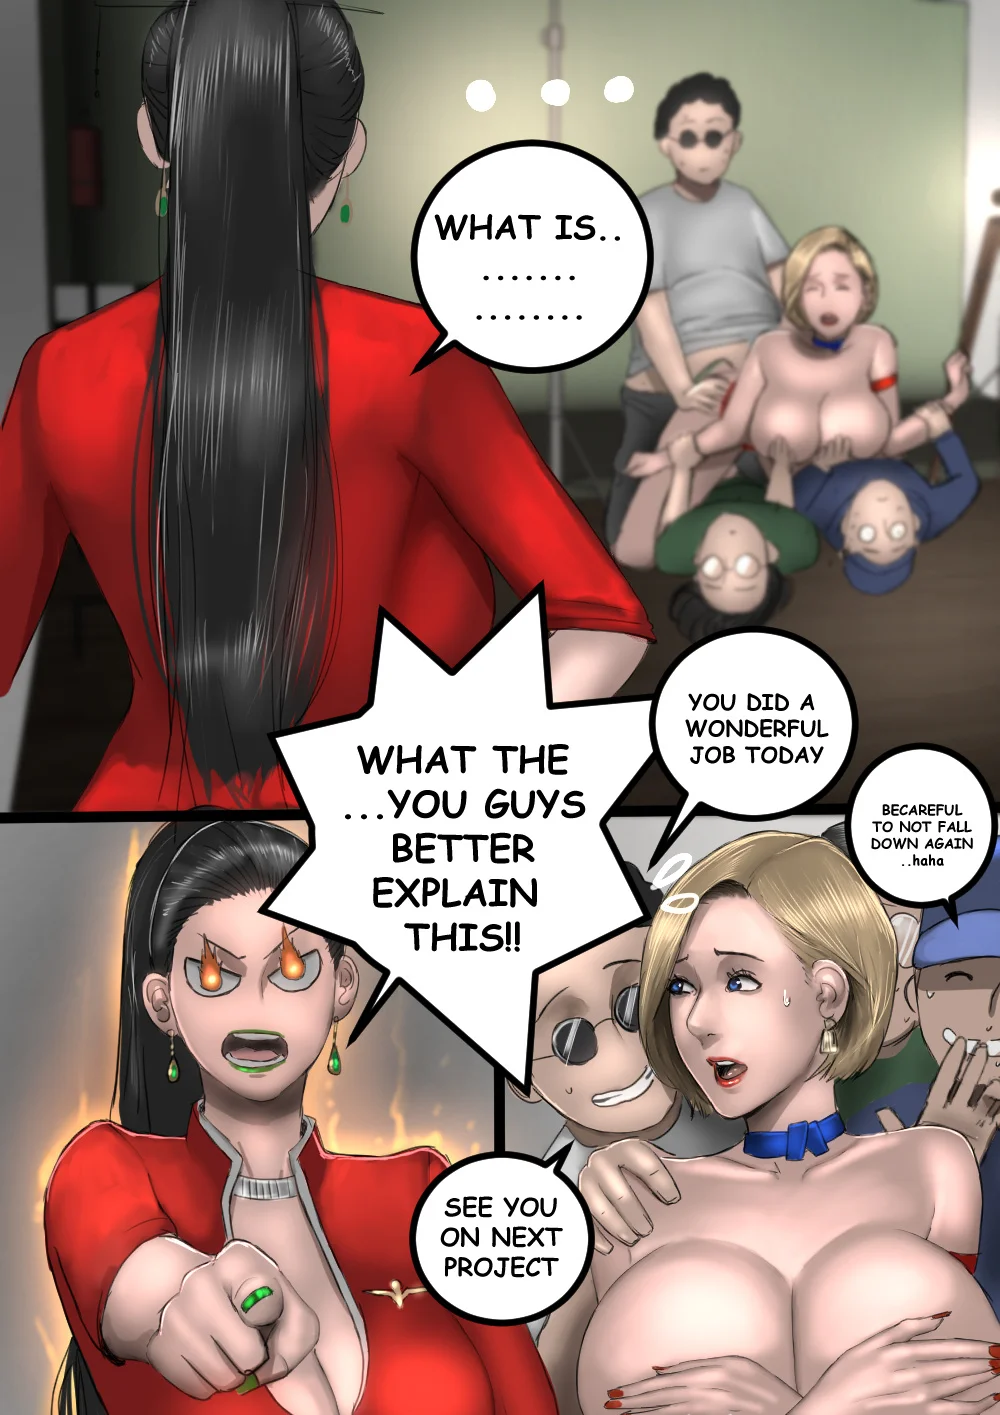 WHAT IS..
.......
........
WHAT THE
...YOU GUYS
BETTER
EXPLAIN
THIS!!
YOU DID A
WONDERFUL
JOB TODAY
BECAREFUL
TO NOT FALL
DOWN AGAIN
..haha
SEE YOU
ON NEXT
PROJECT